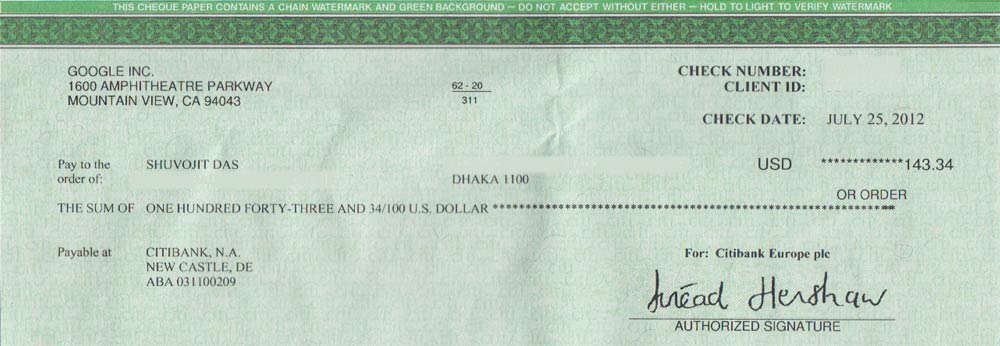 THIS CHEQUE PAPER CONTAINS A CHAIN WATERMARK AND GREEN BACKGROUND — DO NOT ACCEPT WITHOUT EITHER — HOLD TO LIGHT TO VERIFY WATERMARK
GOOGLE INC.
1600 AMPHITHEATRE PARKWAY
MOUNTAIN VIEW, CA 94043
62 - 20
311
CHECK NUMBER:
CLIENT ID:
CHECK DATE: JULY 25, 2012
Pay to the order of: SHUVOJIT DAS
DHAKA 1100
USD *************143.34
OR ORDER
THE SUM OF ONE HUNDRED FORTY-THREE AND 34/100 U.S. DOLLAR ************************************************************
Payable at CITIBANK, N.A.
NEW CASTLE, DE
ABA 031100209
For: Citibank Europe plc
Sinéad Henshaw
AUTHORIZED SIGNATURE